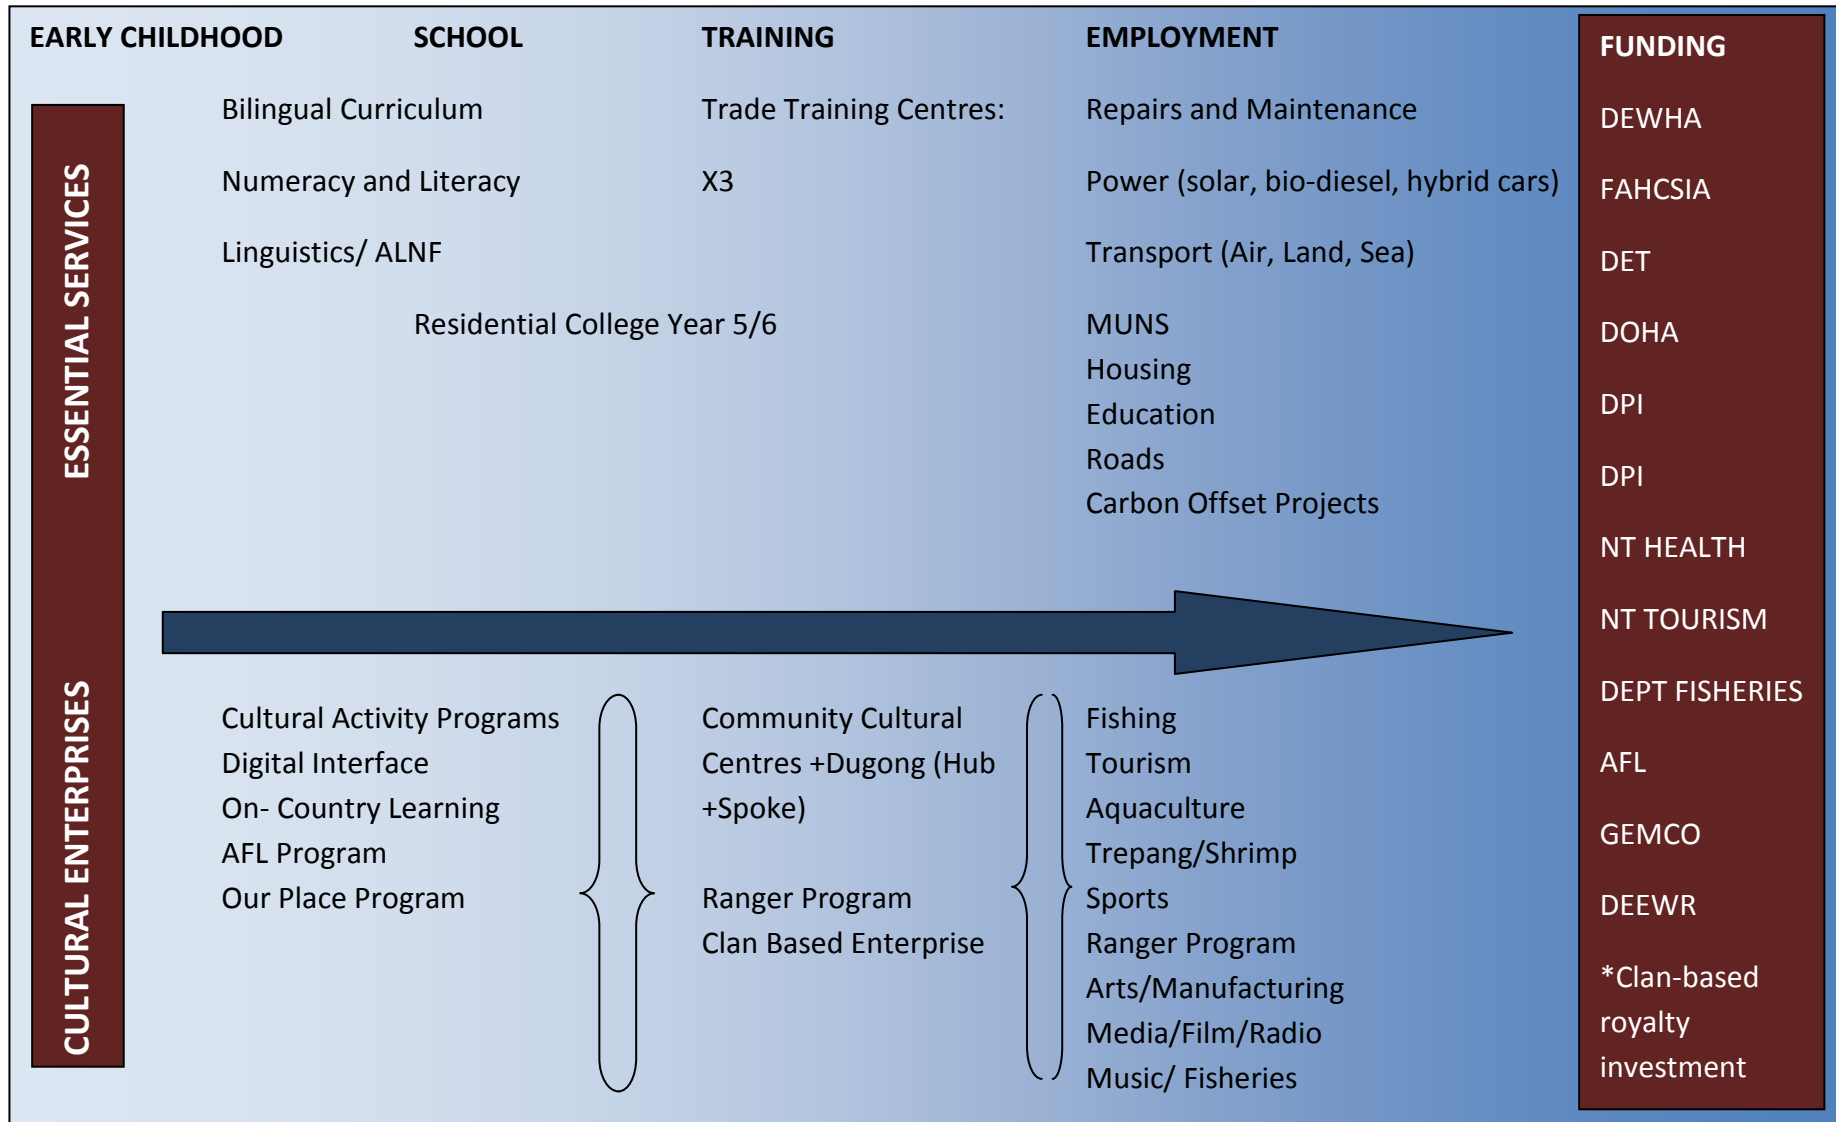 EARLY CHILDHOOD
SCHOOL
TRAINING
EMPLOYMENT
ESSENTIAL SERVICES
Bilingual Curriculum
Numeracy and Literacy
Linguistics/ ALNF
Residential College Year 5/6
Trade Training Centres:
X3
Repairs and Maintenance
Power (solar, bio-diesel, hybrid cars)
Transport (Air, Land, Sea)
MUNS
Housing
Education
Roads
Carbon Offset Projects
CULTURAL ENTERPRISES
Cultural Activity Programs
Digital Interface
On- Country Learning
AFL Program
Our Place Program
Community Cultural
Centres +Dugong (Hub
+Spoke)
Ranger Program
Clan Based Enterprise
Fishing
Tourism
Aquaculture
Trepang/Shrimp
Sports
Ranger Program
Arts/Manufacturing
Media/Film/Radio
Music/ Fisheries
FUNDING
DEWHA
FAHCSIA
DET
DOHA
DPI
DPI
NT HEALTH
NT TOURISM
DEPT FISHERIES
AFL
GEMCO
DEEWR
*Clan-based
royalty
investment